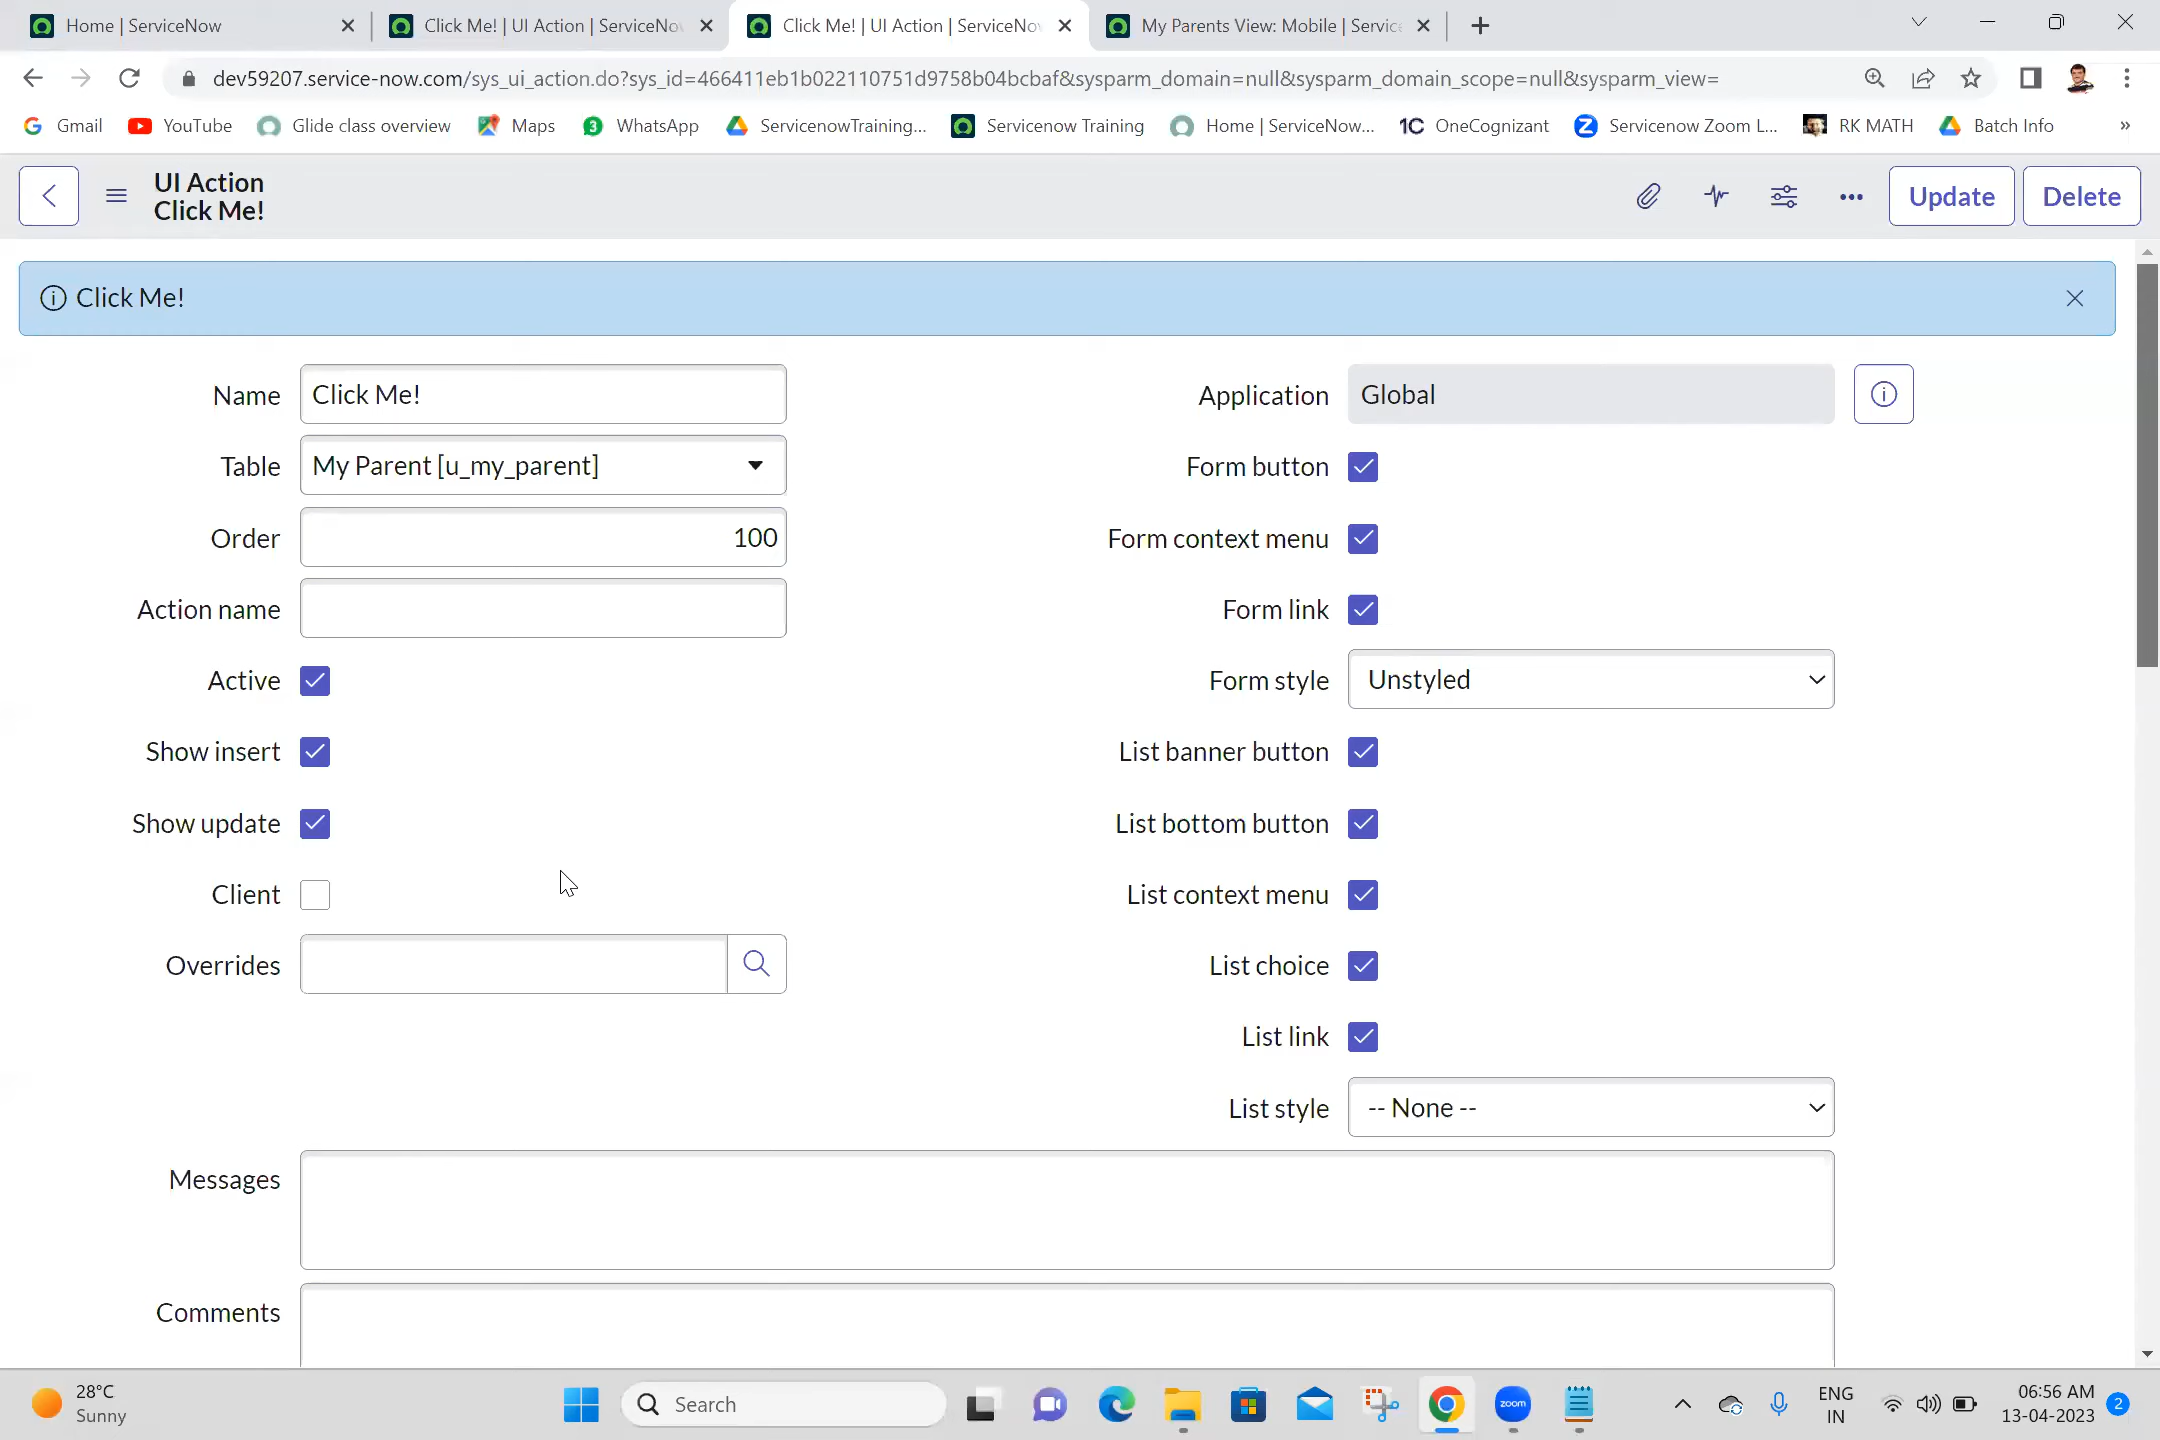 Home | ServiceNow
Click Me! | UI Action | ServiceNo
Click Me! | UI Action | ServiceNo
My Parents View: Mobile | Service
dev59207.service-now.com/sys_ui_action.do?sys_id=466411eb1b022110751d9758b04bcbaf&sysparm_domain=null&sysparm_domain_scope=null&sysparm_view=
Gmail YouTube Glide class overview Maps 3 WhatsApp ServicenowTraining... Servicenow Training Home | ServiceNow... 1C OneCognizant Z Servicenow Zoom L... RK MATH Batch Info »
UI Action
Click Me!
Update Delete
Click Me!
Name Click Me!
Application Global
Table My Parent [u_my_parent]
Form button
Order 100
Form context menu
Action name
Form link
Active
Form style Unstyled
Show insert
List banner button
Show update
List bottom button
Client
List context menu
Overrides
List choice
List link
List style -- None --
Messages
Comments
28°C
Sunny
Search
zoom
ENG
IN
06:56 AM
13-04-2023
2